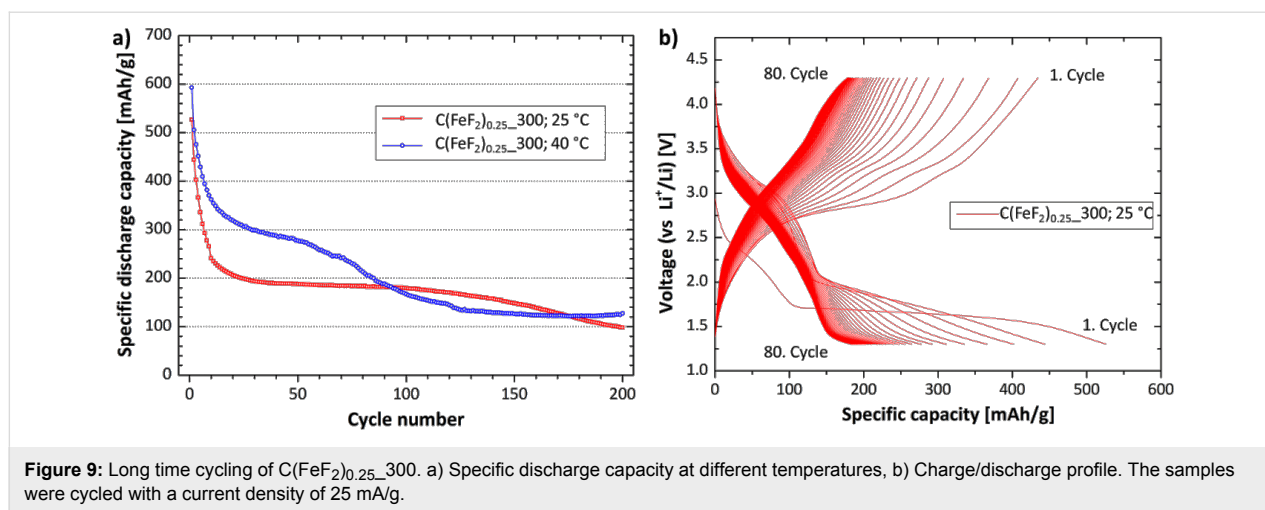 a)
700
600
500
400
300
200
100
0
Specific discharge capacity [mAh/g]
C(FeF2)0.25_300; 25 °C
C(FeF2)0.25_300; 40 °C
0 50 100 150 200
Cycle number
b)
4.5
4.0
3.5
3.0
2.5
2.0
1.5
1.0
Voltage (vs Li+/Li) [V]
80. Cycle
1. Cycle
C(FeF2)0.25_300; 25 °C
1. Cycle
80. Cycle
0 100 200 300 400 500 600
Specific capacity [mAh/g]
Figure 9: Long time cycling of C(FeF2)0.25_300. a) Specific discharge capacity at different temperatures, b) Charge/discharge profile. The samples
were cycled with a current density of 25 mA/g.